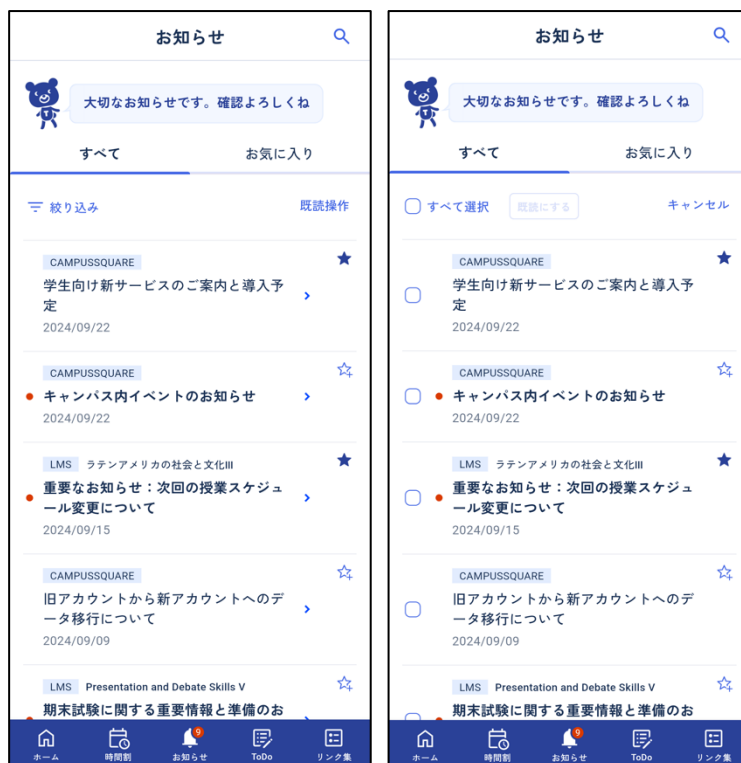 お知らせ
大切なお知らせです。確認よろしくね
すべて
お気に入り
絞り込み
既読操作
CAMPUSSQUARE
学生向け新サービスのご案内と導入予
定
2024/09/22
CAMPUSSQUARE
キャンパス内イベントのお知らせ
2024/09/22
LMS ラテンアメリカの社会と文化III
重要なお知らせ：次回の授業スケジュ
ール変更について
2024/09/15
CAMPUSSQUARE
旧アカウントから新アカウントへのデ
ータ移行について
2024/09/09
LMS Presentation and Debate Skills V
期末試験に関する重要情報と準備のお
ホーム
時間割
9
お知らせ
ToDo
リンク集
お知らせ
大切なお知らせです。確認よろしくね
すべて
お気に入り
すべて選択
既読にする
キャンセル
CAMPUSSQUARE
学生向け新サービスのご案内と導入予
定
2024/09/22
CAMPUSSQUARE
キャンパス内イベントのお知らせ
2024/09/22
LMS ラテンアメリカの社会と文化III
重要なお知らせ：次回の授業スケジュ
ール変更について
2024/09/15
CAMPUSSQUARE
旧アカウントから新アカウントへのデ
ータ移行について
2024/09/09
LMS Presentation and Debate Skills V
期末試験に関する重要情報と準備のお
ホーム
時間割
9
お知らせ
ToDo
リンク集